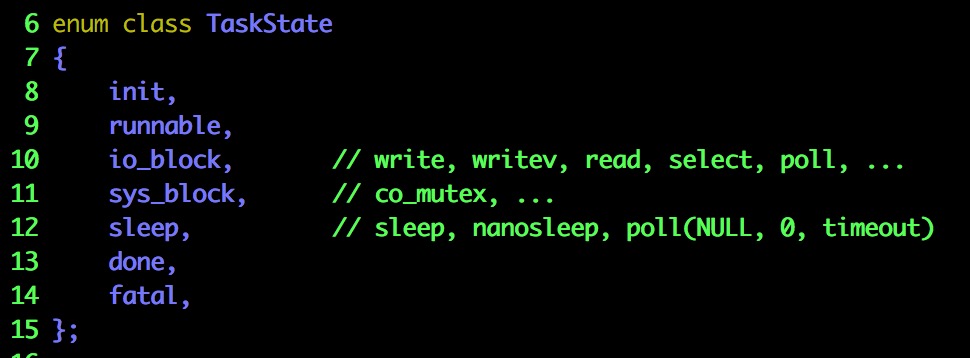 6 enum class TaskState
7 {
8     init,
9     runnable,
10     io_block,       // write, writev, read, select, poll, ...
11     sys_block,      // co_mutex, ...
12     sleep,          // sleep, nanosleep, poll(NULL, 0, timeout)
13     done,
14     fatal,
15 };